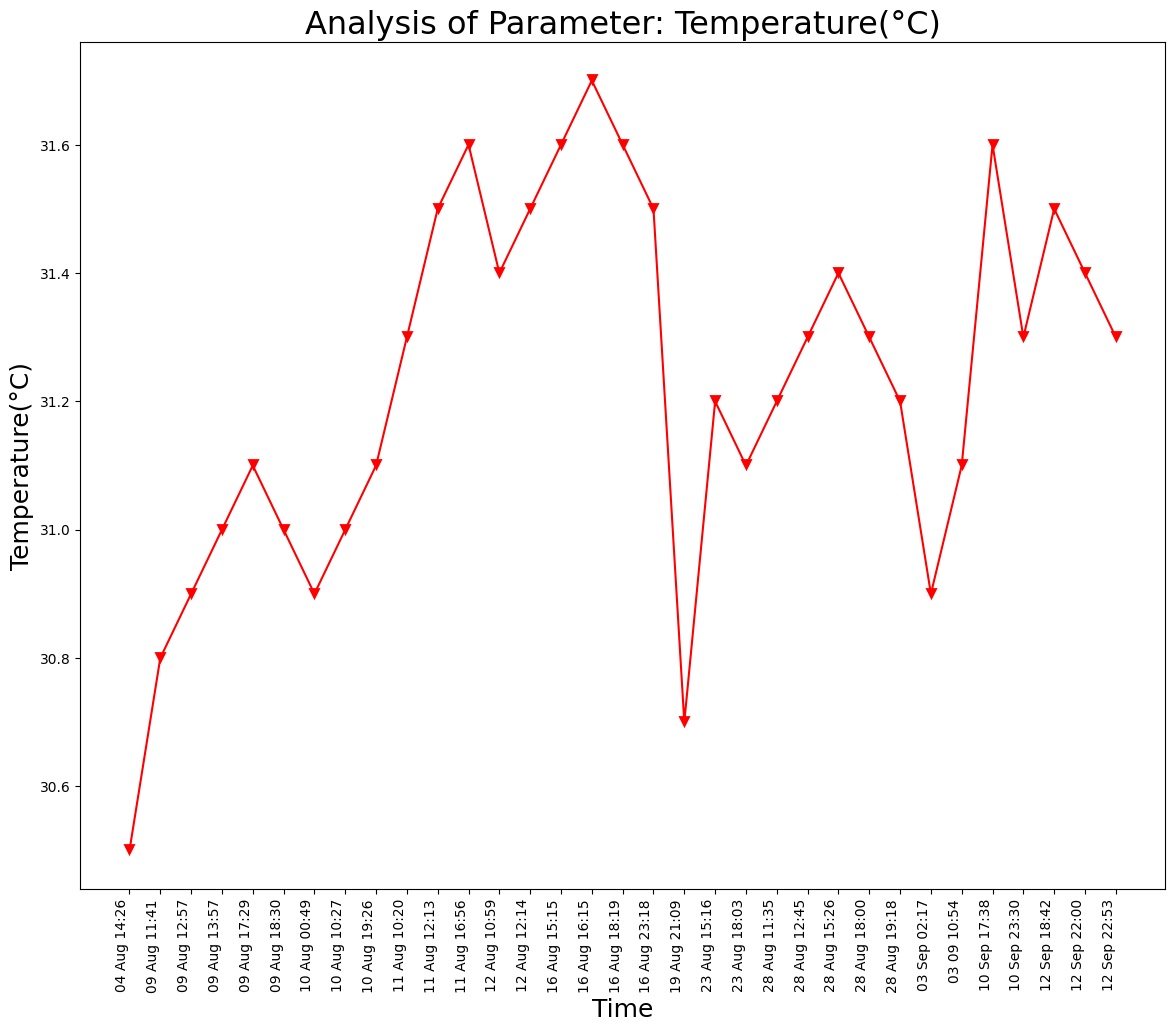 Analysis of Parameter: Temperature(°C)
Temperature(°C)
31.6
31.4
31.2
31.0
30.8
30.6
04 Aug 14:26
09 Aug 11:41
09 Aug 12:57
09 Aug 13:57
09 Aug 17:29
09 Aug 18:30
10 Aug 00:49
10 Aug 10:27
10 Aug 19:26
11 Aug 10:20
11 Aug 12:13
11 Aug 16:56
12 Aug 10:59
12 Aug 12:14
16 Aug 15:15
16 Aug 16:15
16 Aug 18:19
16 Aug 23:18
19 Aug 21:09
23 Aug 15:16
23 Aug 18:03
28 Aug 11:35
28 Aug 12:45
28 Aug 15:26
28 Aug 18:00
28 Aug 19:18
03 Sep 02:17
03 09 10:54
10 Sep 17:38
10 Sep 23:30
12 Sep 18:42
12 Sep 22:00
12 Sep 22:53
Time